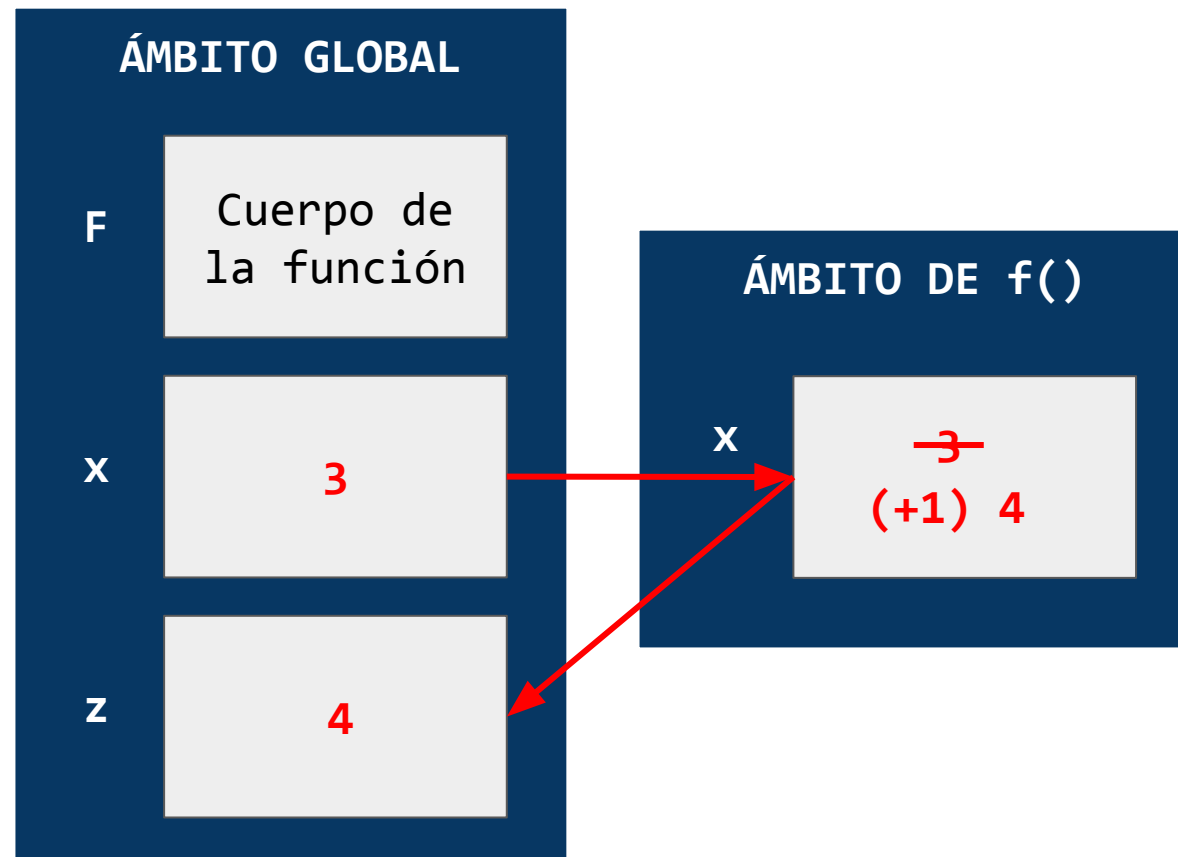 ÁMBITO GLOBAL
F
Cuerpo de
la función
x
3
z
4
ÁMBITO DE f()
x
3
(+1) 4